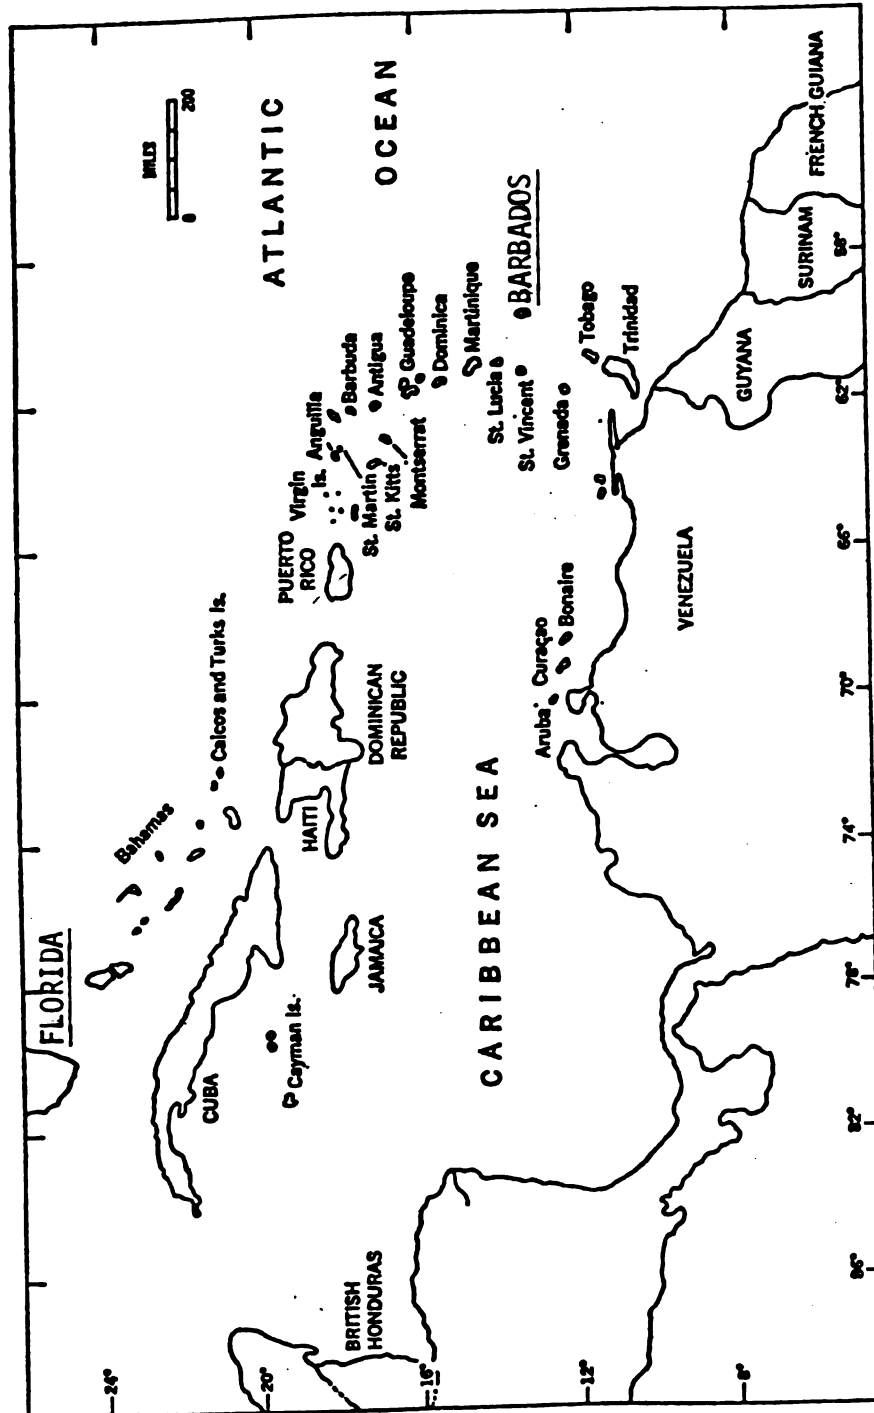 FLORIDA
Bahamas
Caicos and Turks Is.
MILES
0 200
ATLANTIC
OCEAN
CUBA
Cayman Is.
JAMAICA
HAITI
DOMINICAN
REPUBLIC
PUERTO
RICO
Virgin
Is.
Anguilla
Barbuda
Antigua
St. Martin
St. Kitts
Montserrat
Guadeloupe
Dominica
Martinique
St. Lucia
BARBADOS
St. Vincent
Grenada
Tobago
Trinidad
BRITISH
HONDURAS
CARIBBEAN SEA
Aruba
Curaçao
Bonaire
VENEZUELA
GUYANA
SURINAM
FRENCH GUIANA
24°
20°
16°
12°
8°
86°
82°
78°
74°
70°
66°
62°
58°